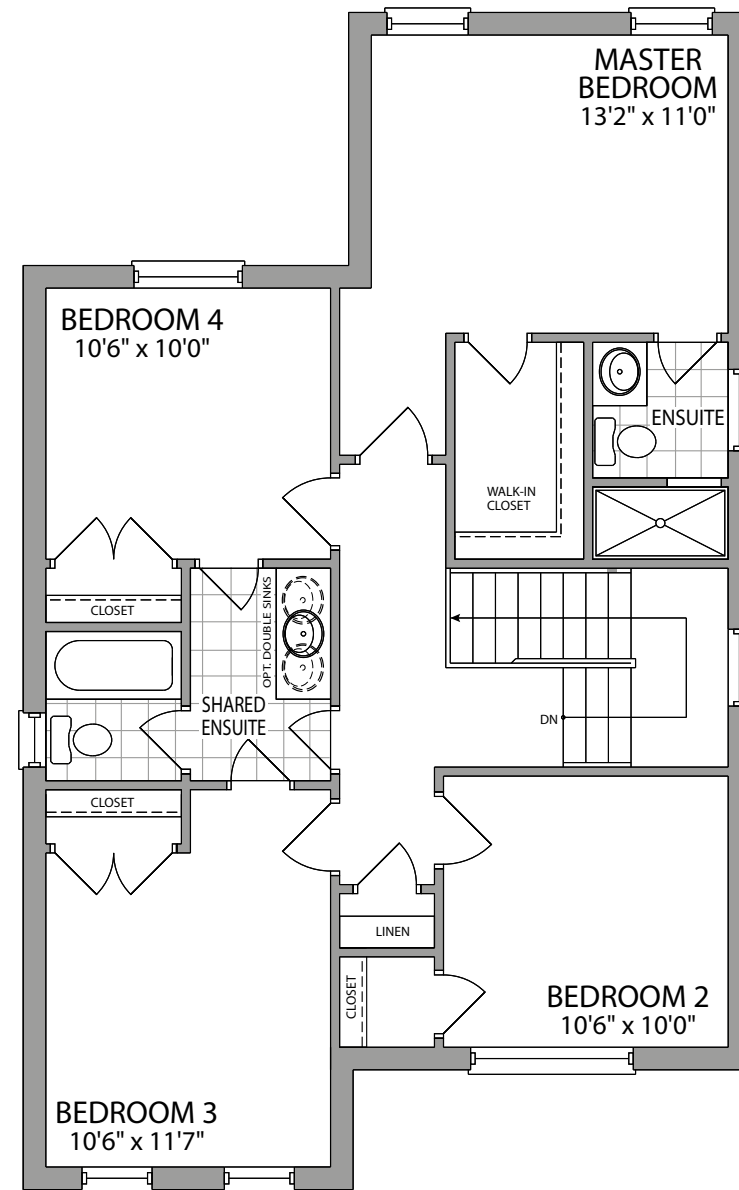 MASTER
BEDROOM
13'2" x 11'0"
BEDROOM 4
10'6" x 10'0"
ENSUITE
WALK-IN
CLOSET
CLOSET
OPT. DOUBLE SINKS
SHARED
ENSUITE
DN
CLOSET
LINEN
CLOSET
BEDROOM 2
10'6" x 10'0"
BEDROOM 3
10'6" x 11'7"